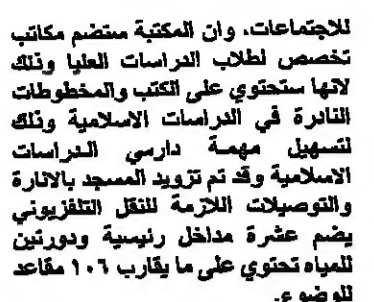 للاجتماعات، وان المكتبة ستضم مكاتب
تخصص لطلاب الدراسات العليا وذلك
لانها ستحتوي على الكتب والمخطوطات
النادرة في الدراسات الاسلامية وذلك
لتسهيل مهمة دارسي الدراسات
الاسلامية وقد تم تزويد المسجد بالانارة
والتوصيلات اللازمة للنقل التلفزيوني
يضم عشرة مداخل رئيسية ودورتين
للمياه تحتوي على ما يقارب ١٠٦ مقاعد
للوضوء.